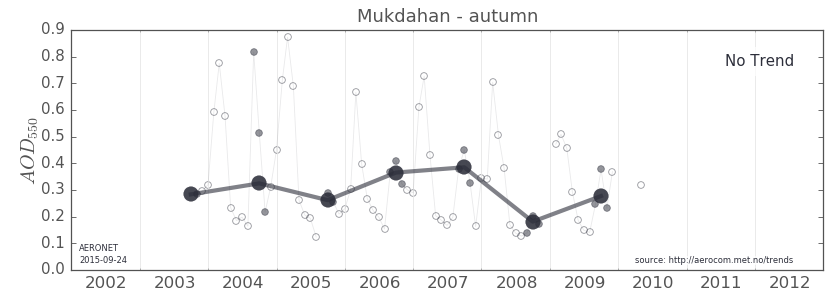 Mukdahan - autumn
0.9
0.8
0.7
0.6
0.5
0.4
0.3
0.2
0.1
0.0
AOD550
No Trend
AERONET
2015-09-24
source: http://aerocom.met.no/trends
2002 2003 2004 2005 2006 2007 2008 2009 2010 2011 2012